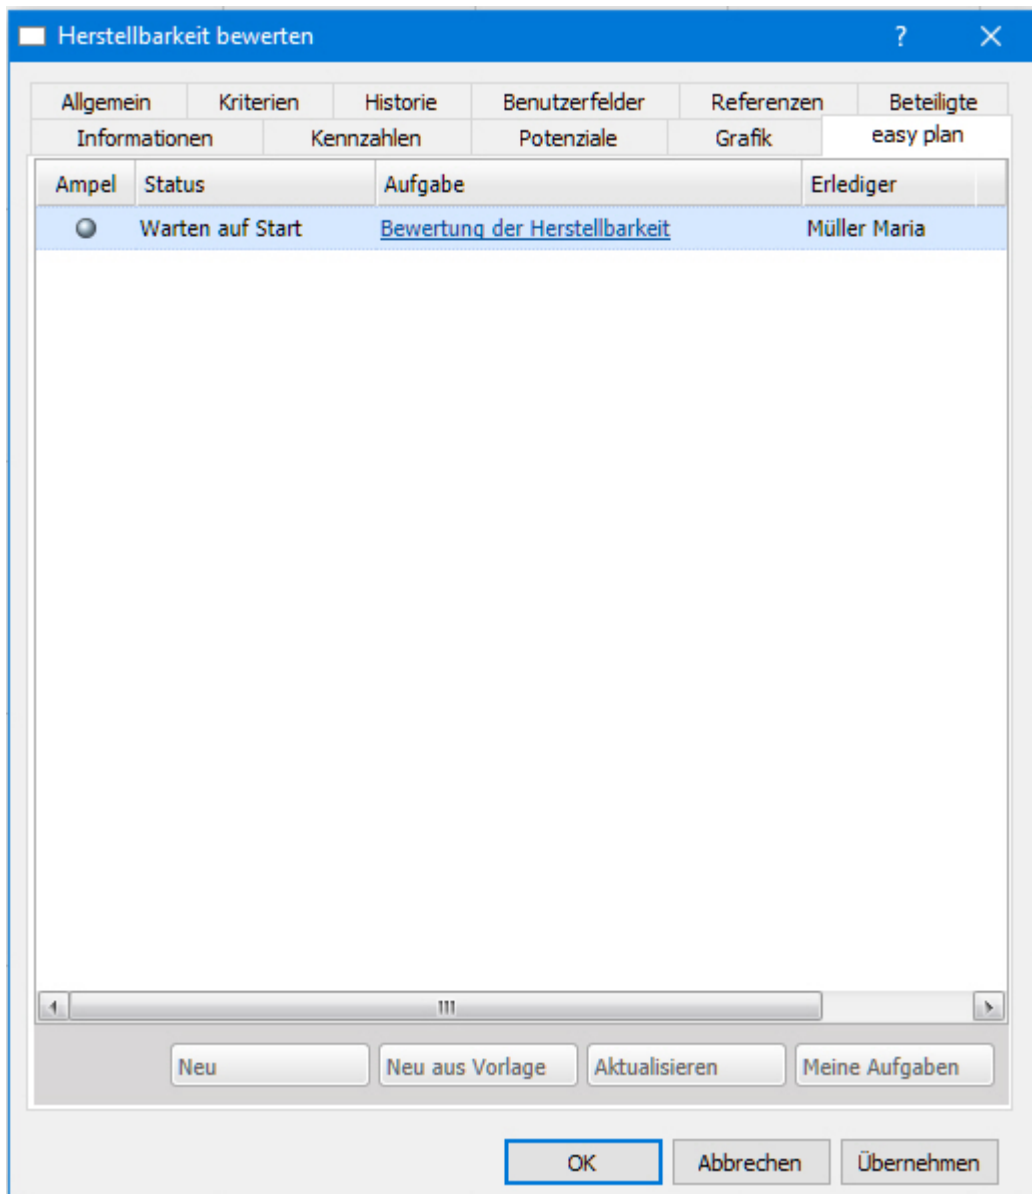 Herstellbarkeit bewerten ?
Allgemein Kriterien Historie Benutzerfelder Referenzen Beteiligte
Informationen Kennzahlen Potenziale Grafik easy plan
Ampel Status Aufgabe Erlediger
Warten auf Start Bewertung der Herstellbarkeit Müller Maria
Neu Neu aus Vorlage Aktualisieren Meine Aufgaben
OK Abbrechen Übernehmen